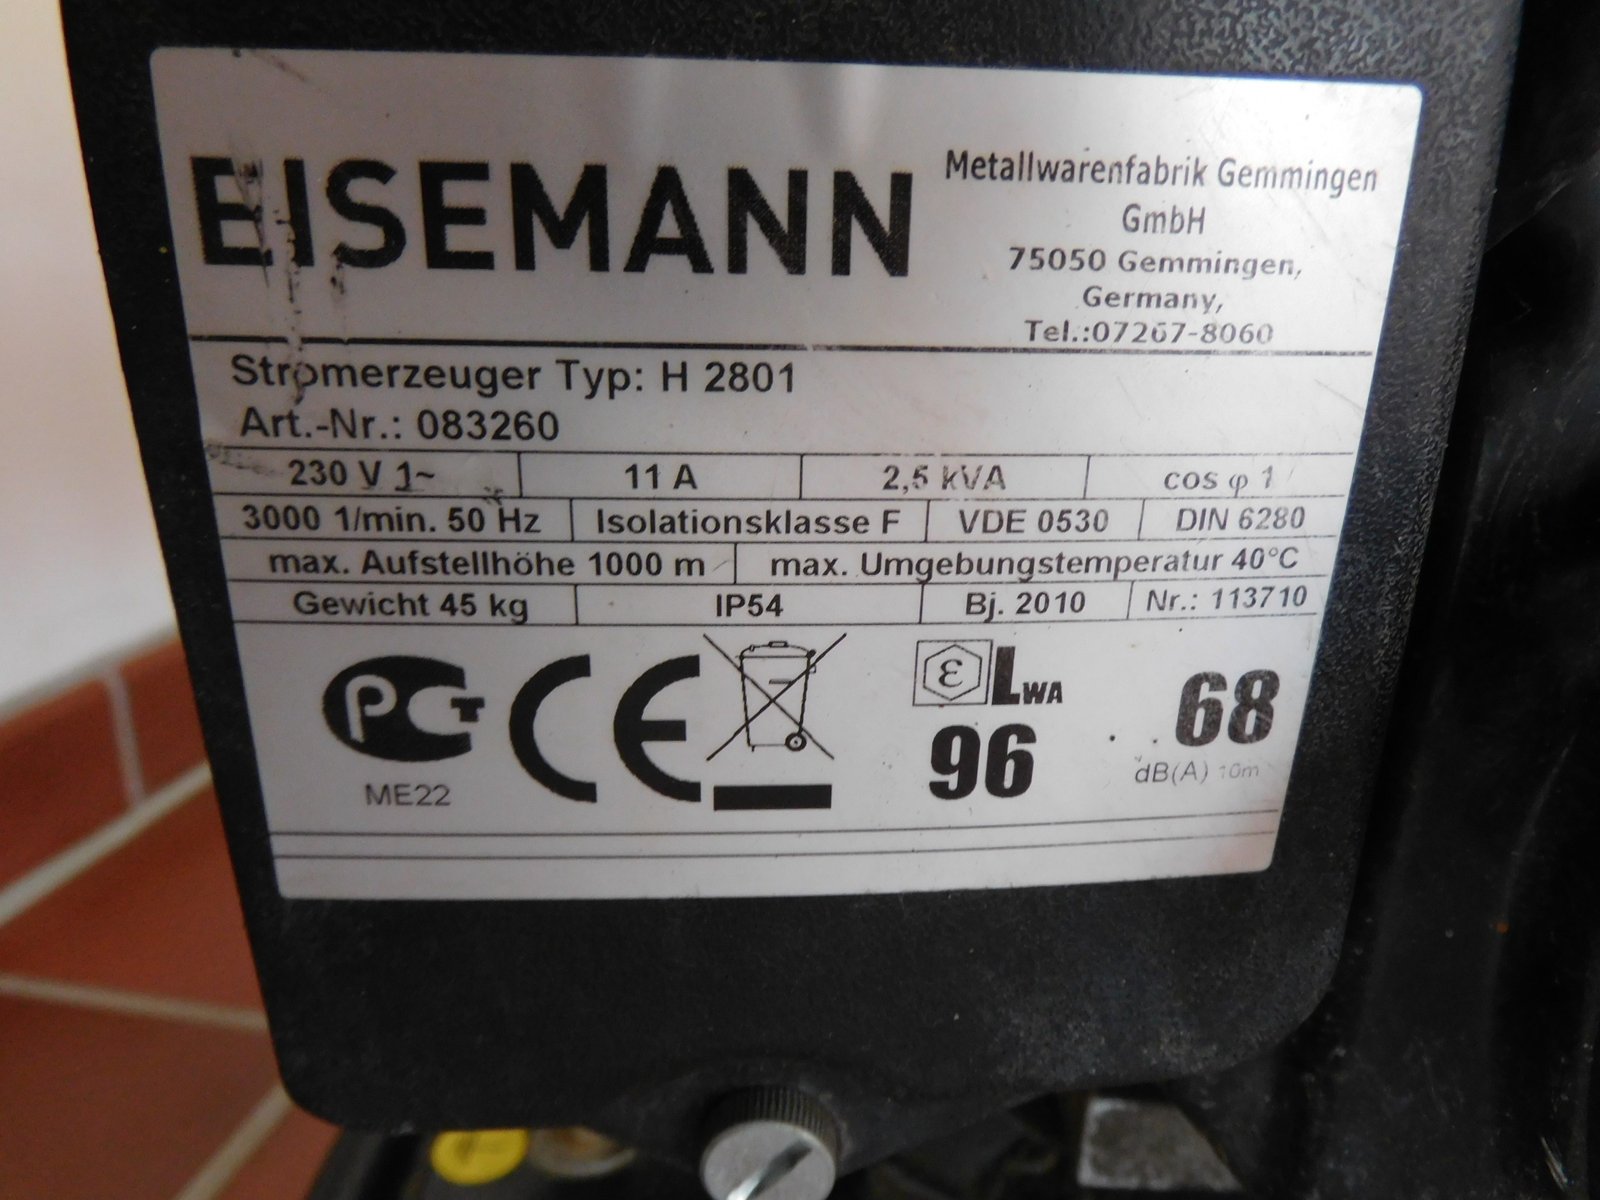 EISEMANN
Metallwarenfabrik Gemmingen
GmbH
75050 Gemmingen,
Germany,
Tel.:07267-8060
Stromerzeuger Typ: H 2801
Art.-Nr.: 083260
230 V 1~ 11 A 2,5 kVA cos φ 1
3000 1/min. 50 Hz Isolationsklasse F VDE 0530 DIN 6280
max. Aufstellhöhe 1000 m max. Umgebungstemperatur 40°C
Gewicht 45 kg IP54 Bj. 2010 Nr.: 113710
PCT CE ε LWA
96 68
ME22 dB(A) 10m